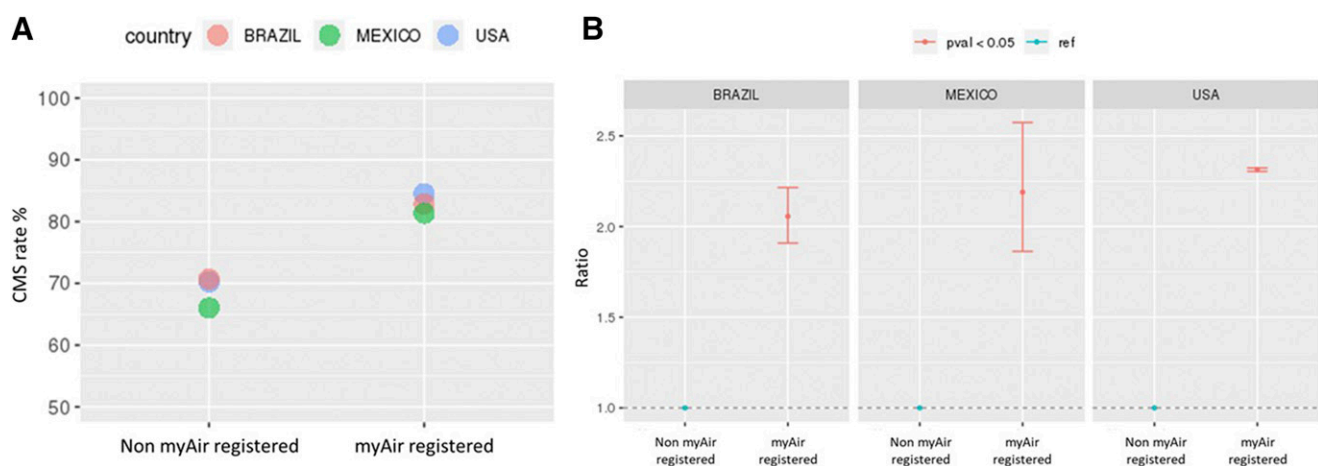 A
country BRAZIL MEXICO USA
CMS rate %
100
90
80
70
60
50
Non myAir registered myAir registered
B
pval < 0.05 ref
BRAZIL MEXICO USA
Ratio
2.5
2.0
1.5
1.0
Non myAir myAir Non myAir myAir Non myAir myAir
registered registered registered registered registered registered